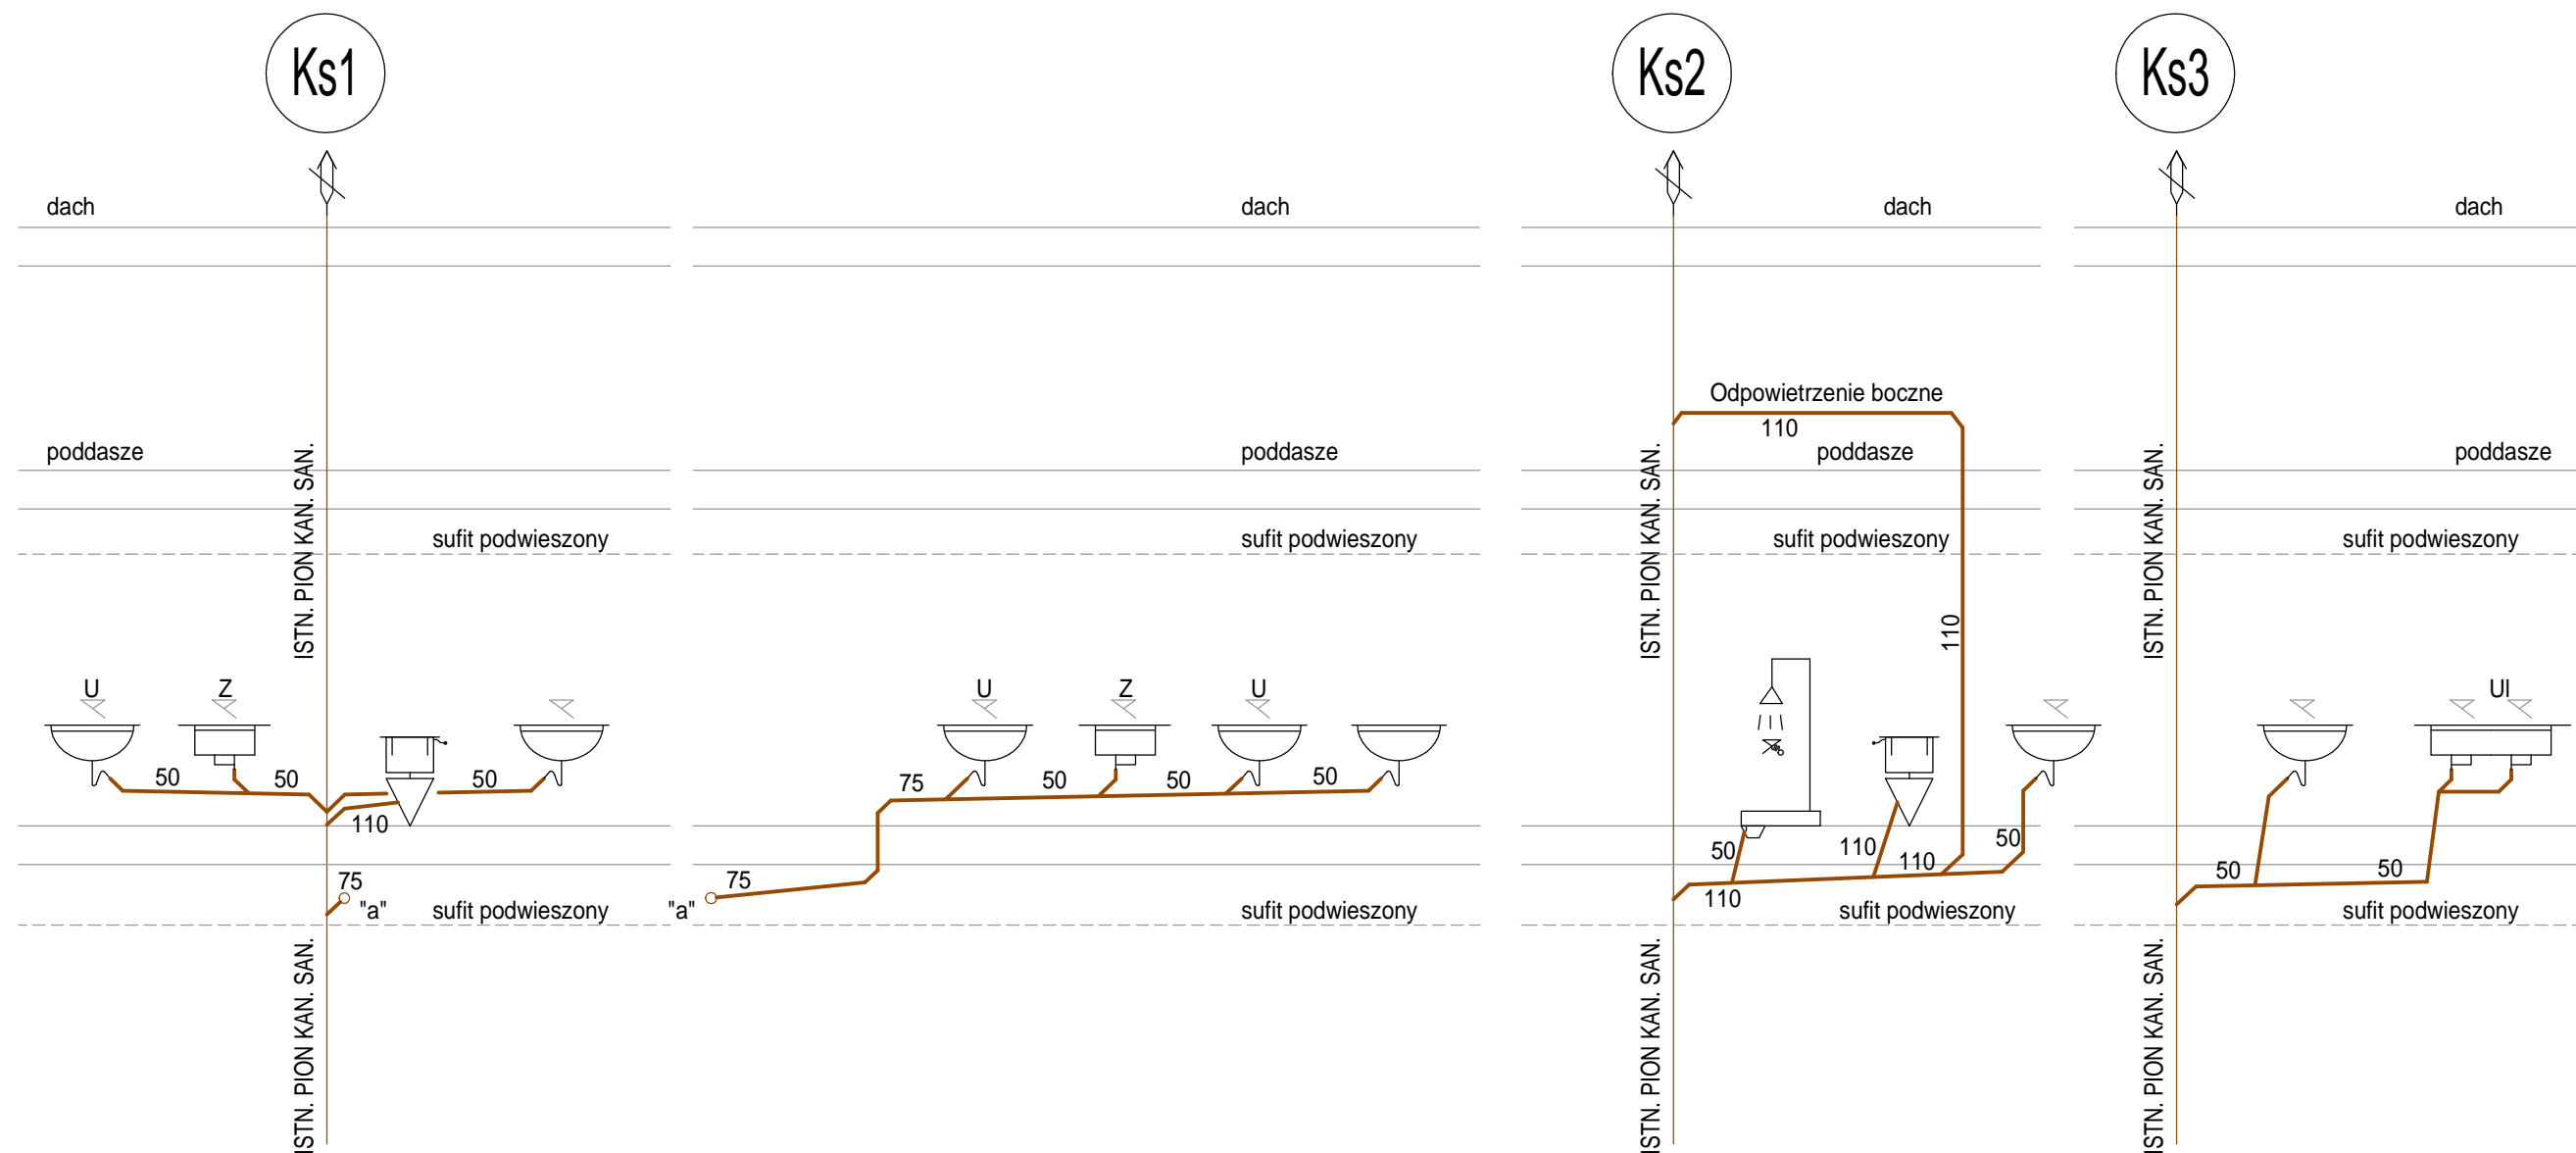 Ks1
Ks2
Ks3
dach
dach
dach
dach
Odpowietrzenie boczne
110
poddasze
poddasze
poddasze
poddasze
ISTN. PION KAN. SAN.
ISTN. PION KAN. SAN.
ISTN. PION KAN. SAN.
sufit podwieszony
sufit podwieszony
sufit podwieszony
sufit podwieszony
110
U
Z
U
Z
U
Ul
50
50
50
75
50
50
50
110
50
110
110
50
50
50
75
"a"
75
"a"
110
sufit podwieszony
sufit podwieszony
sufit podwieszony
sufit podwieszony
ISTN. PION KAN. SAN.
ISTN. PION KAN. SAN.
ISTN. PION KAN. SAN.